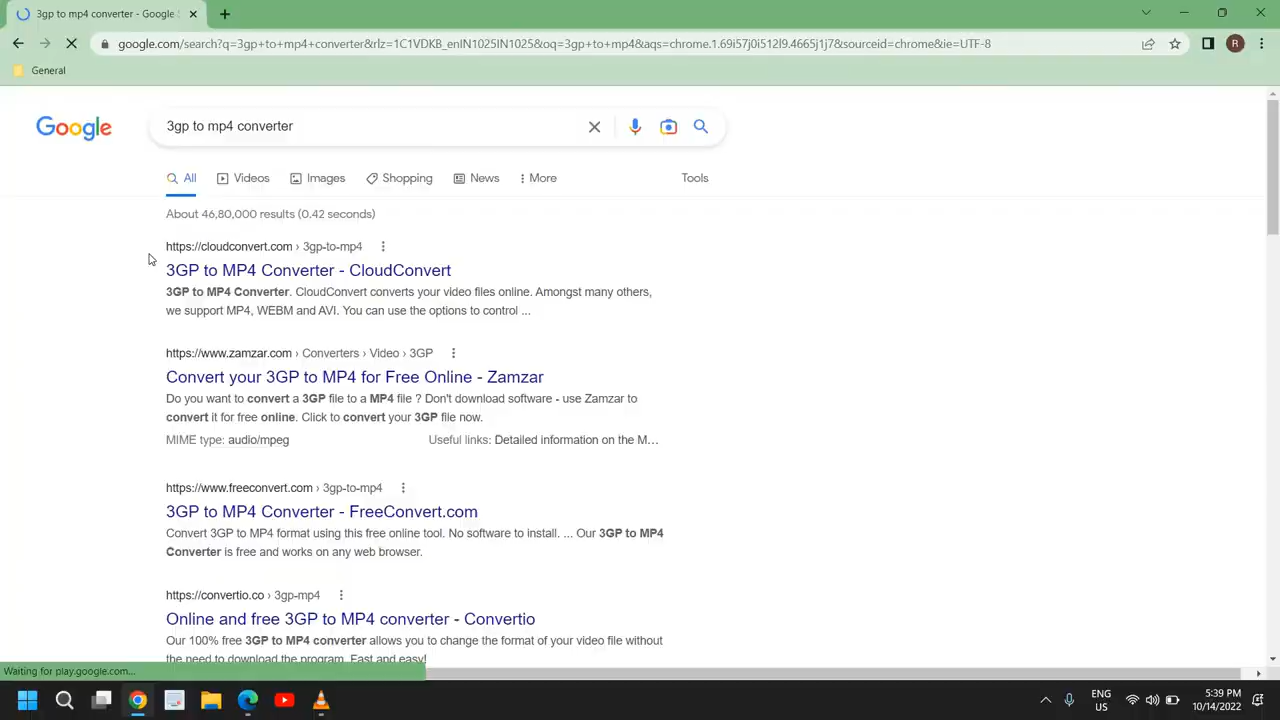 3gp to mp4 converter - Google S
google.com/search?q=3gp+to+mp4+converter&rlz=1C1VDKB_enIN1025IN1025&oq=3gp+to+mp4&aqs=chrome.1.69i57j0i512l9.4665j1j7&sourceid=chrome&ie=UTF-8
R
General
Google
3gp to mp4 converter
All
Videos
Images
Shopping
News
More
Tools
About 46,80,000 results (0.42 seconds)
https://cloudconvert.com › 3gp-to-mp4
3GP to MP4 Converter - CloudConvert
3GP to MP4 Converter. CloudConvert converts your video files online. Amongst many others,
we support MP4, WEBM and AVI. You can use the options to control ...
https://www.zamzar.com › Converters › Video › 3GP
Convert your 3GP to MP4 for Free Online - Zamzar
Do you want to convert a 3GP file to a MP4 file ? Don't download software - use Zamzar to
convert it for free online. Click to convert your 3GP file now.
MIME type: audio/mpeg
Useful links: Detailed information on the M...
https://www.freeconvert.com › 3gp-to-mp4
3GP to MP4 Converter - FreeConvert.com
Convert 3GP to MP4 format using this free online tool. No software to install. ... Our 3GP to MP4
Converter is free and works on any web browser.
https://convertio.co › 3gp-mp4
Online and free 3GP to MP4 converter - Convertio
Our 100% free 3GP to MP4 converter allows you to change the format of your video file without
the need to download the program. Fast and easy!
Waiting for play.google.com...
ENG
US
5:39 PM
10/14/2022